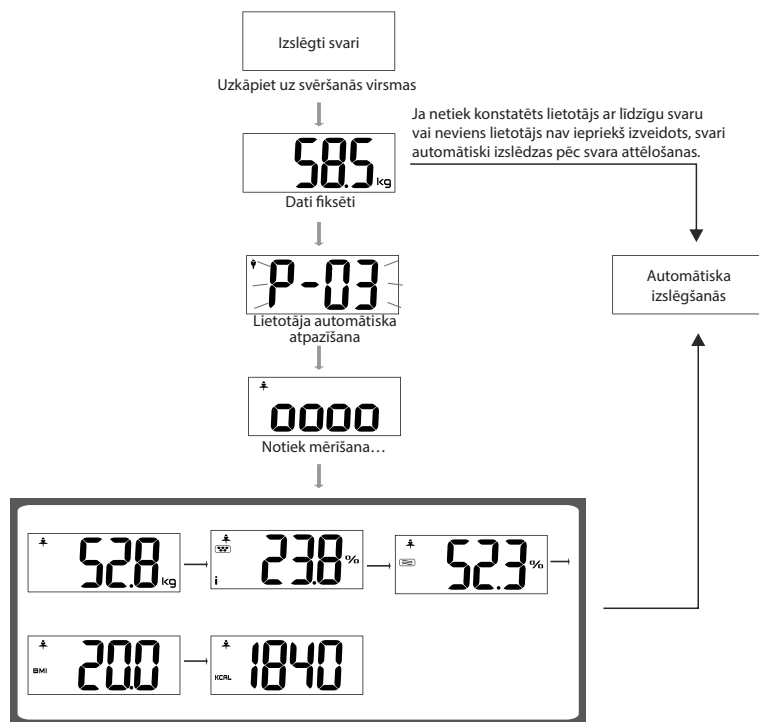 Izslēgti svari
Uzkāpiet uz svēršanās virsmas
58.5 kg
Dati fiksēti
Ja netiek konstatēts lietotājs ar līdzīgu svaru
vai neviens lietotājs nav iepriekš izveidots, svari
automātiski izslēdzas pēc svara attēlošanas.
P-03
Lietotāja automātiska
atpazīšana
Automātiska
izslēgšanās
oooo
Notiek mērīšana…
52.8 kg
i 23.8 %
52.3 %
BMI 20.0
KCAL 1840